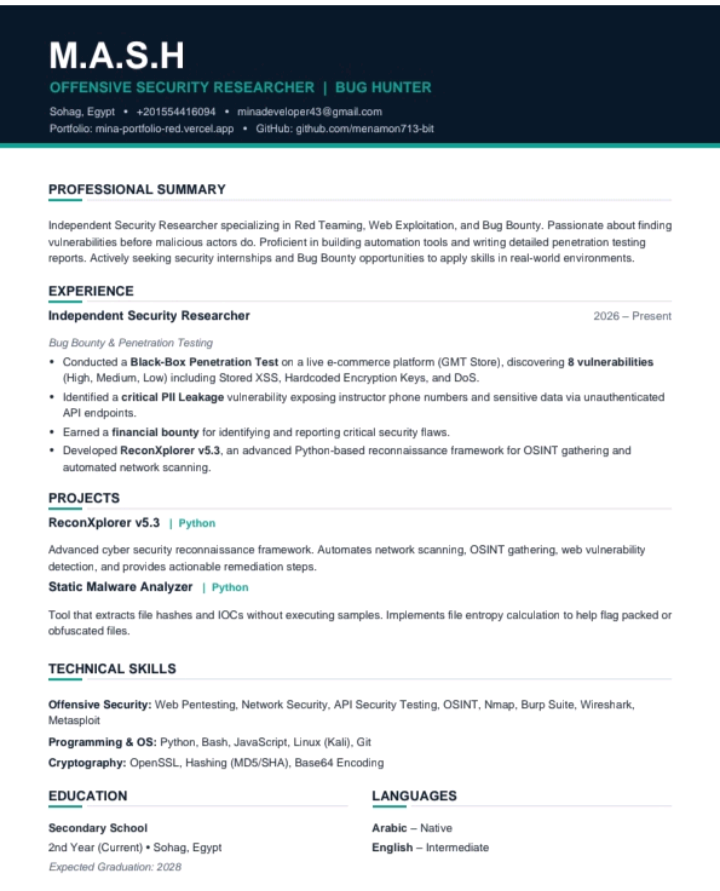 M.A.S.H
OFFENSIVE SECURITY RESEARCHER | BUG HUNTER
Sohag, Egypt • +201554416094 • minadeveloper43@gmail.com
Portfolio: mina-portfolio-red.vercel.app • GitHub: github.com/menamon713-bit
PROFESSIONAL SUMMARY
Independent Security Researcher specializing in Red Teaming, Web Exploitation, and Bug Bounty. Passionate about finding
vulnerabilities before malicious actors do. Proficient in building automation tools and writing detailed penetration testing
reports. Actively seeking security internships and Bug Bounty opportunities to apply skills in real-world environments.
EXPERIENCE
Independent Security Researcher 2026 – Present
Bug Bounty & Penetration Testing
• Conducted a Black-Box Penetration Test on a live e-commerce platform (GMT Store), discovering 8 vulnerabilities
(High, Medium, Low) including Stored XSS, Hardcoded Encryption Keys, and DoS.
• Identified a critical PII Leakage vulnerability exposing instructor phone numbers and sensitive data via unauthenticated
API endpoints.
• Earned a financial bounty for identifying and reporting critical security flaws.
• Developed ReconXplorer v5.3, an advanced Python-based reconnaissance framework for OSINT gathering and
automated network scanning.
PROJECTS
ReconXplorer v5.3 | Python
Advanced cyber security reconnaissance framework. Automates network scanning, OSINT gathering, web vulnerability
detection, and provides actionable remediation steps.
Static Malware Analyzer | Python
Tool that extracts file hashes and IOCs without executing samples. Implements file entropy calculation to help flag packed or
obfuscated files.
TECHNICAL SKILLS
Offensive Security: Web Pentesting, Network Security, API Security Testing, OSINT, Nmap, Burp Suite, Wireshark,
Metasploit
Programming & OS: Python, Bash, JavaScript, Linux (Kali), Git
Cryptography: OpenSSL, Hashing (MD5/SHA), Base64 Encoding
EDUCATION
Secondary School
2nd Year (Current) • Sohag, Egypt
Expected Graduation: 2028
LANGUAGES
Arabic – Native
English – Intermediate